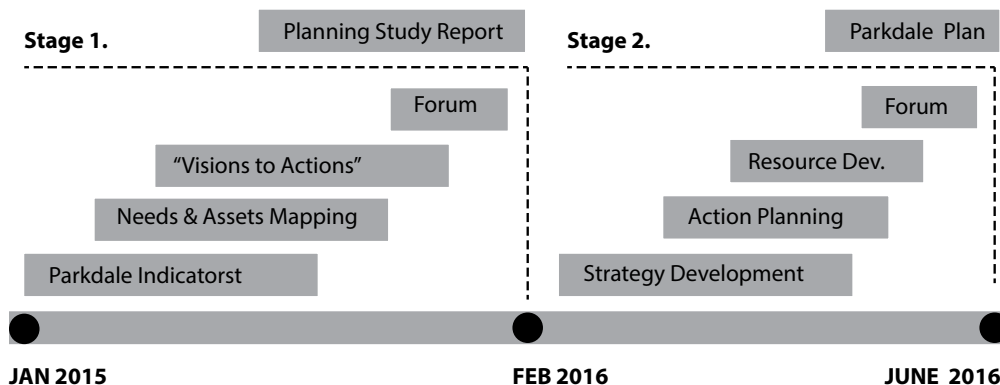 Stage 1.
Planning Study Report
Forum
“Visions to Actions”
Needs & Assets Mapping
Parkdale Indicatorst
Stage 2.
Parkdale Plan
Forum
Resource Dev.
Action Planning
Strategy Development
JAN 2015
FEB 2016
JUNE 2016